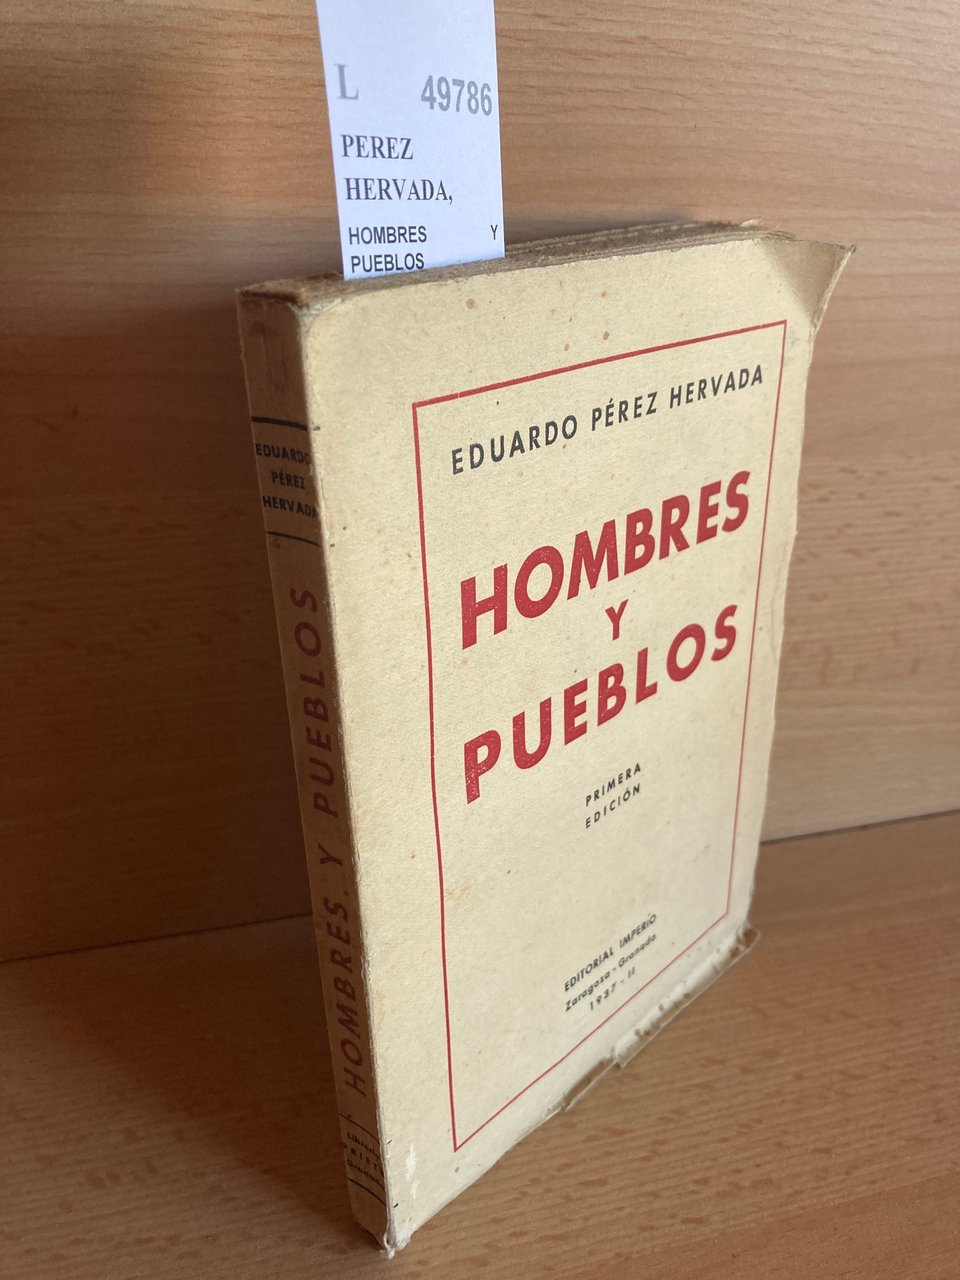 L 49786
PEREZ
HERVADA,
HOMBRES Y
PUEBLOS
EDUARDO PÉREZ HERVADA
HOMBRES
Y
PUEBLOS
PRIMERA
EDICIÓN
EDITORIAL IMPERIO
Zaragoza - Granada
1937 - II
EDUARDO
PÉREZ
HERVADA
HOMBRES Y PUEBLOS